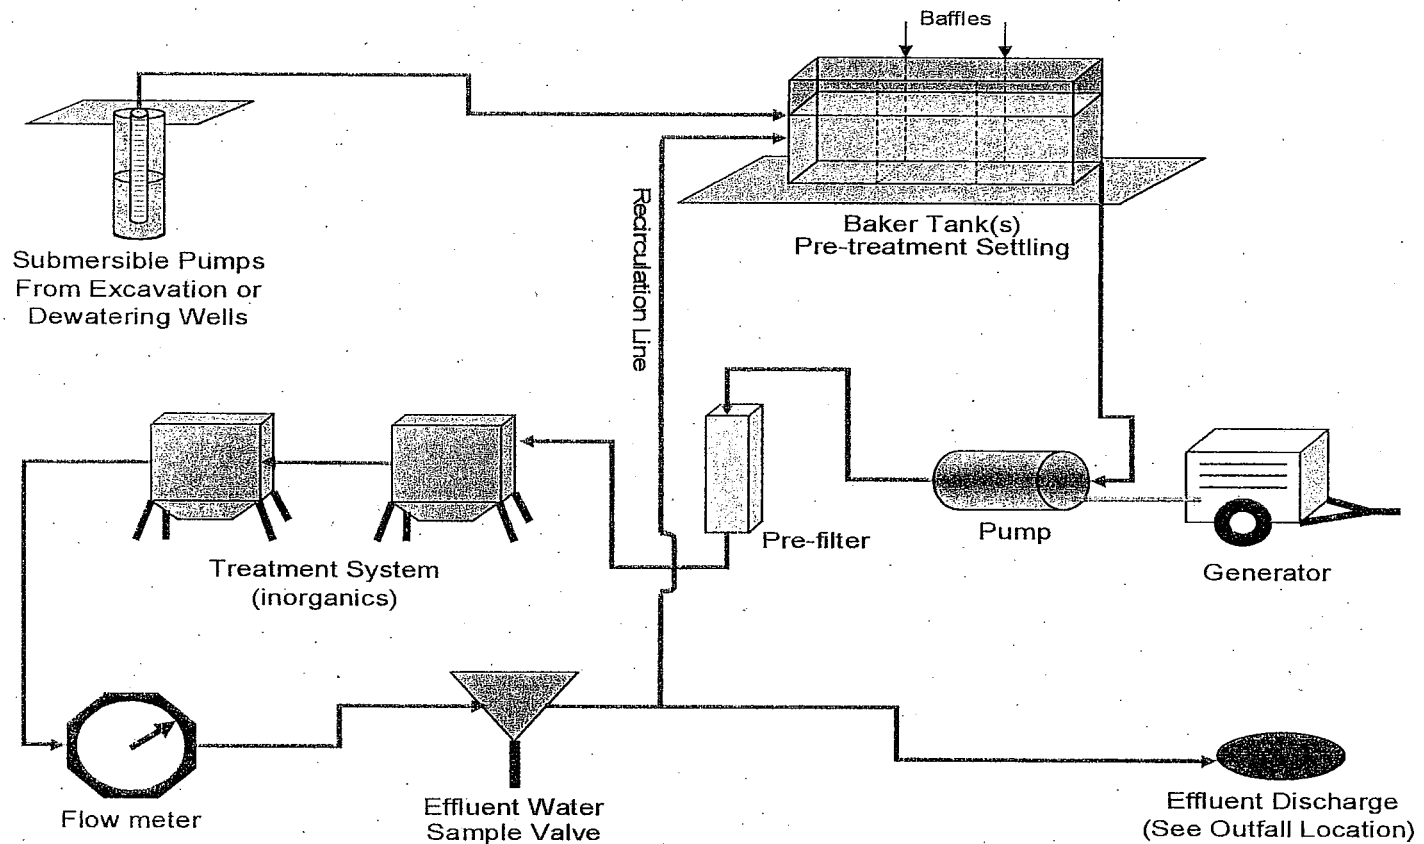 Baffles
Baker Tank(s)
Pre-treatment Settling
Submersible Pumps
From Excavation or
Dewatering Wells
Recirculation Line
Pre-filter
Pump
Generator
Treatment System
(inorganics)
Flow meter
Effluent Water
Sample Valve
Effluent Discharge
(See Outfall Location)